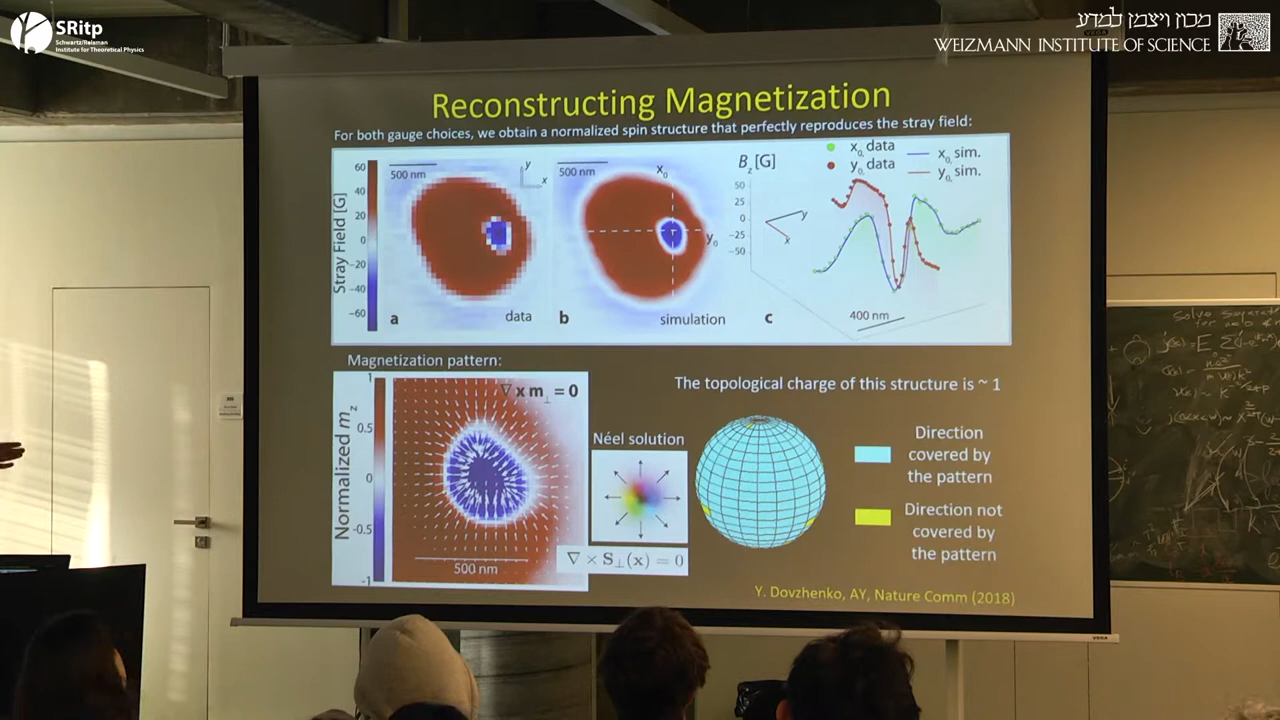 SRitp
Schwartz/Reisman
Institute for Theoretical Physics
מכון ויצמן למדע
WEIZMANN INSTITUTE OF SCIENCE
Reconstructing Magnetization
For both gauge choices, we obtain a normalized spin structure that perfectly reproduces the stray field:
Stray Field [G]
60
40
20
0
−20
−40
−60
500 nm
y
x
a
data
500 nm
x₀
y₀
b
simulation
B_z [G]
50
25
0
−25
−50
x₀ data
y₀ data
x₀ sim.
y₀ sim.
y
x
c
400 nm
Magnetization pattern:
Normalized m_z
1
0.5
0
-0.5
-1
∇ x m⊥ = 0
500 nm
Néel solution
∇ × S⊥(x) = 0
The topological charge of this structure is ~ 1
Direction
covered by
the pattern
Direction not
covered by
the pattern
Y. Dovzhenko, AY, Nature Comm (2018)